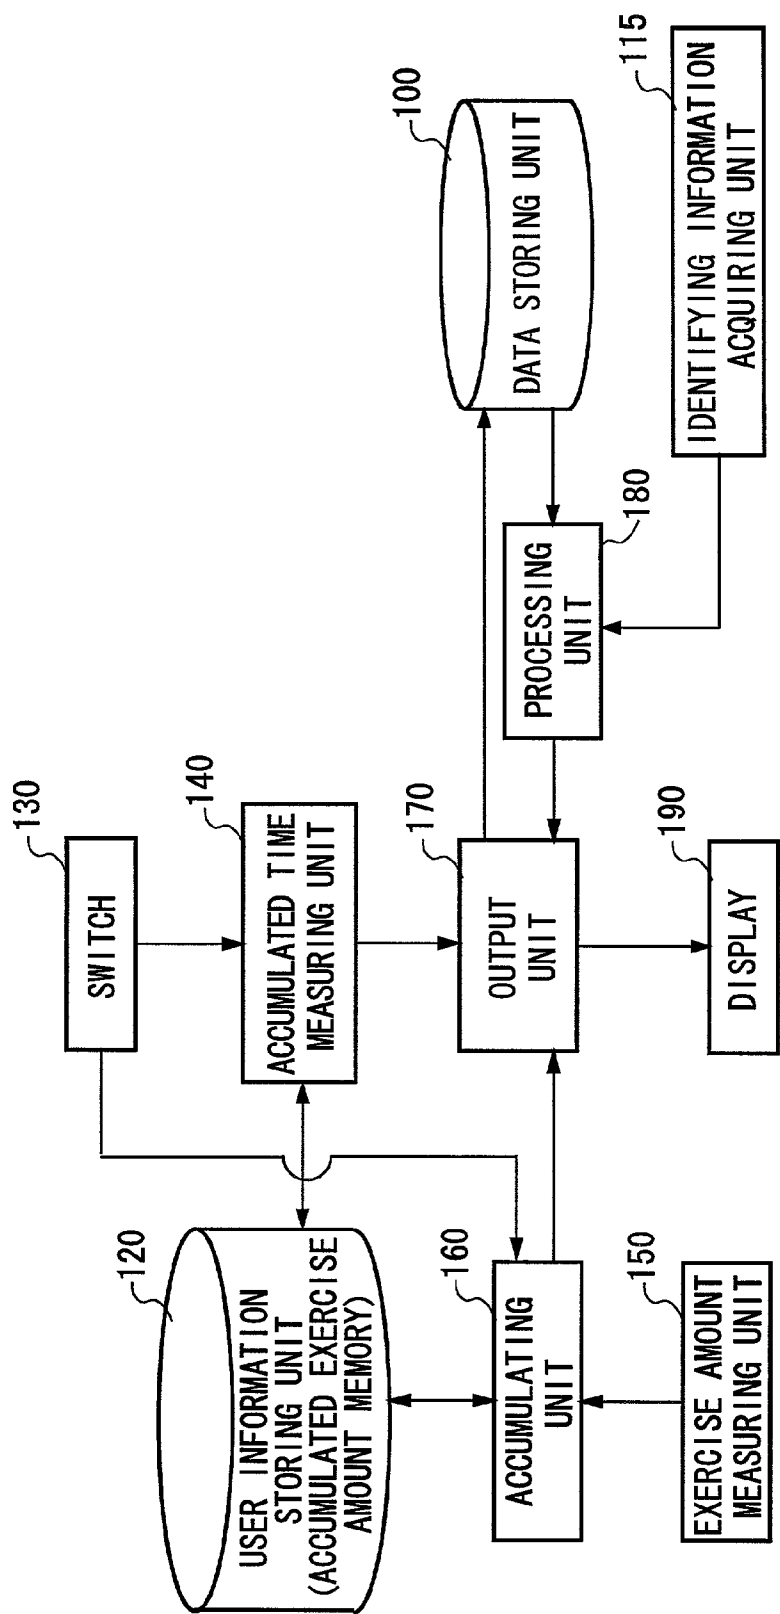 120
USER INFORMATION
STORING UNIT
(ACCUMULATED EXERCISE
AMOUNT MEMORY)
130
SWITCH
140
ACCUMULATED TIME
MEASURING UNIT
100
DATA STORING UNIT
160
ACCUMULATING
UNIT
170
OUTPUT
UNIT
PROCESSING
UNIT
180
150
EXERCISE AMOUNT
MEASURING UNIT
190
DISPLAY
115
IDENTIFYING INFORMATION
ACQUIRING UNIT